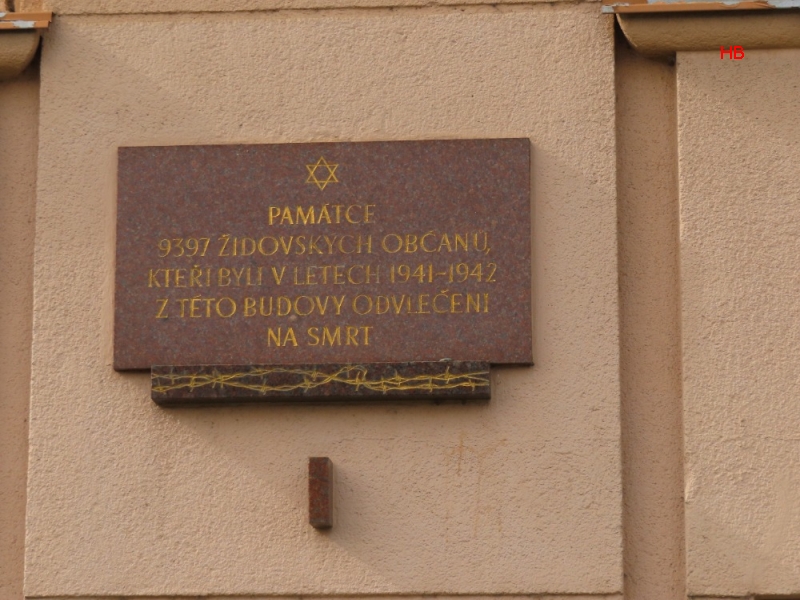 HB
PAMÁTCE
9397 ŽIDOVSKÝCH OBČANŮ,
KTEŘÍ BYLI V LETECH 1941-1942
Z TÉTO BUDOVY ODVLEČENI
NA SMRT